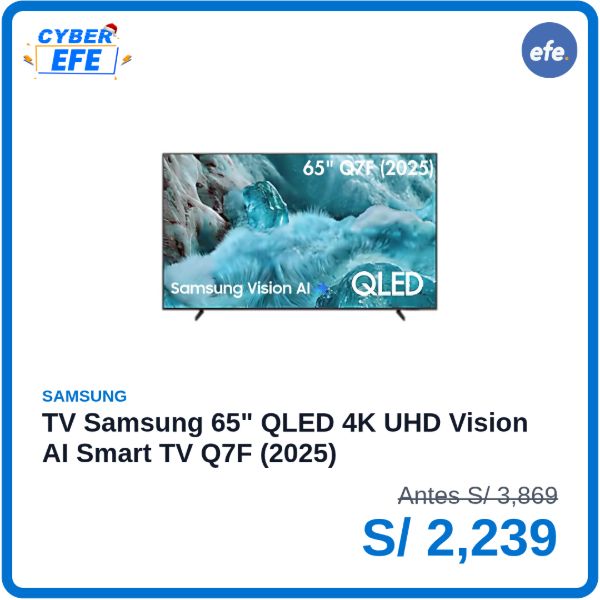 CYBER
EFE
efe.
65" Q7F (2025)
Samsung Vision AI
QLED
SAMSUNG
TV Samsung 65" QLED 4K UHD Vision
AI Smart TV Q7F (2025)
Antes S/ 3,869
S/ 2,239